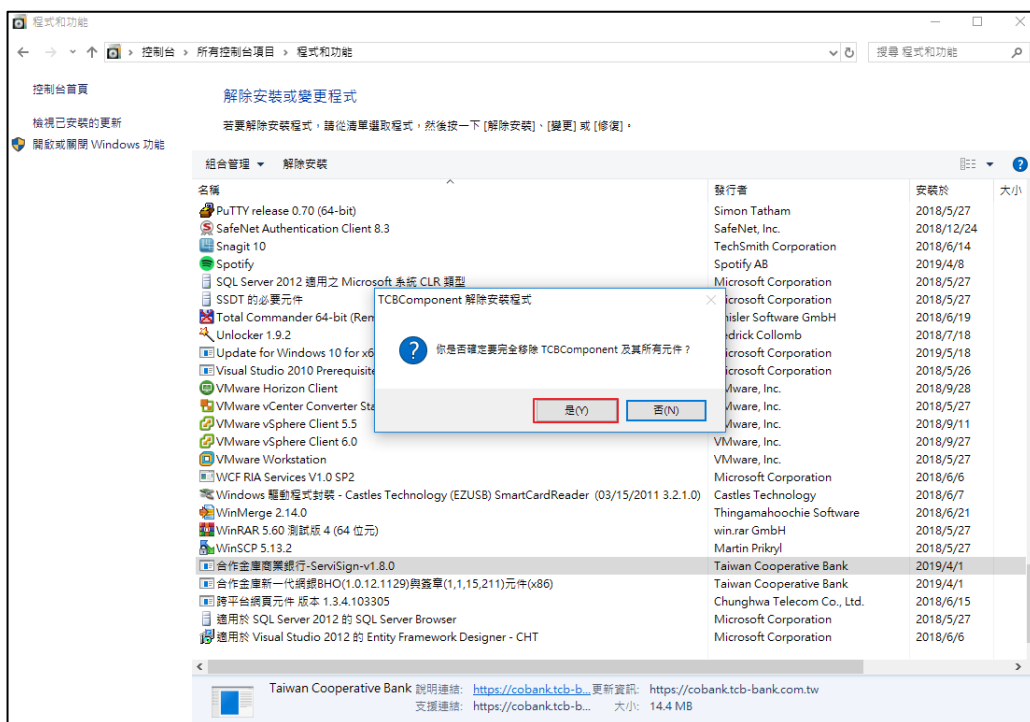 程式和功能
控制台 › 所有控制台項目 › 程式和功能
搜尋 程式和功能
控制台首頁
檢視已安裝的更新
開啟或關閉 Windows 功能
解除安裝或變更程式
若要解除安裝程式，請從清單選取程式，然後按一下 [解除安裝]、[變更] 或 [修復]。
組合管理 解除安裝
名稱 發行者 安裝於 大小
PuTTY release 0.70 (64-bit) Simon Tatham 2018/5/27
SafeNet Authentication Client 8.3 SafeNet, Inc. 2018/12/24
Snagit 10 TechSmith Corporation 2018/6/14
Spotify Spotify AB 2019/4/8
SQL Server 2012 適用之 Microsoft 系統 CLR 類型 Microsoft Corporation 2018/5/27
SSDT 的必要元件 icrosoft Corporation 2018/5/27
Total Commander 64-bit (Rem hisler Software GmbH 2018/6/19
Unlocker 1.9.2 edrick Collomb 2018/7/18
Update for Windows 10 for x6 icrosoft Corporation 2019/5/18
Visual Studio 2010 Prerequisite icrosoft Corporation 2018/5/26
VMware Horizon Client Mware, Inc. 2018/9/28
VMware vCenter Converter Sta Mware, Inc. 2018/5/27
VMware vSphere Client 5.5 Mware, Inc. 2018/9/11
VMware vSphere Client 6.0 VMware, Inc. 2018/9/27
VMware Workstation VMware, Inc. 2018/5/27
WCF RIA Services V1.0 SP2 Microsoft Corporation 2018/6/6
Windows 驅動程式封裝 - Castles Technology (EZUSB) SmartCardReader (03/15/2011 3.2.1.0) Castles Technology 2018/6/7
WinMerge 2.14.0 Thingamahoochie Software 2018/6/21
WinRAR 5.60 測試版 4 (64 位元) win.rar GmbH 2018/5/27
WinSCP 5.13.2 Martin Prikryl 2018/5/27
合作金庫商業銀行-ServiSign-v1.8.0 Taiwan Cooperative Bank 2019/4/1
合作金庫新一代網銀BHO(1.0.12.1129)與簽章(1,1,15,211)元件(x86) Taiwan Cooperative Bank 2019/4/1
跨平台網頁元件 版本 1.3.4.103305 Chunghwa Telecom Co., Ltd. 2018/6/15
適用於 SQL Server 2012 的 SQL Server Browser Microsoft Corporation 2018/5/27
適用於 Visual Studio 2012 的 Entity Framework Designer - CHT Microsoft Corporation 2018/6/6
TCBComponent 解除安裝程式
你是否確定要完全移除 TCBComponent 及其所有元件？
是(Y) 否(N)
Taiwan Cooperative Bank 說明連結: https://cobank.tcb-b... 更新資訊: https://cobank.tcb-bank.com.tw
支援連結: https://cobank.tcb-b... 大小: 14.4 MB